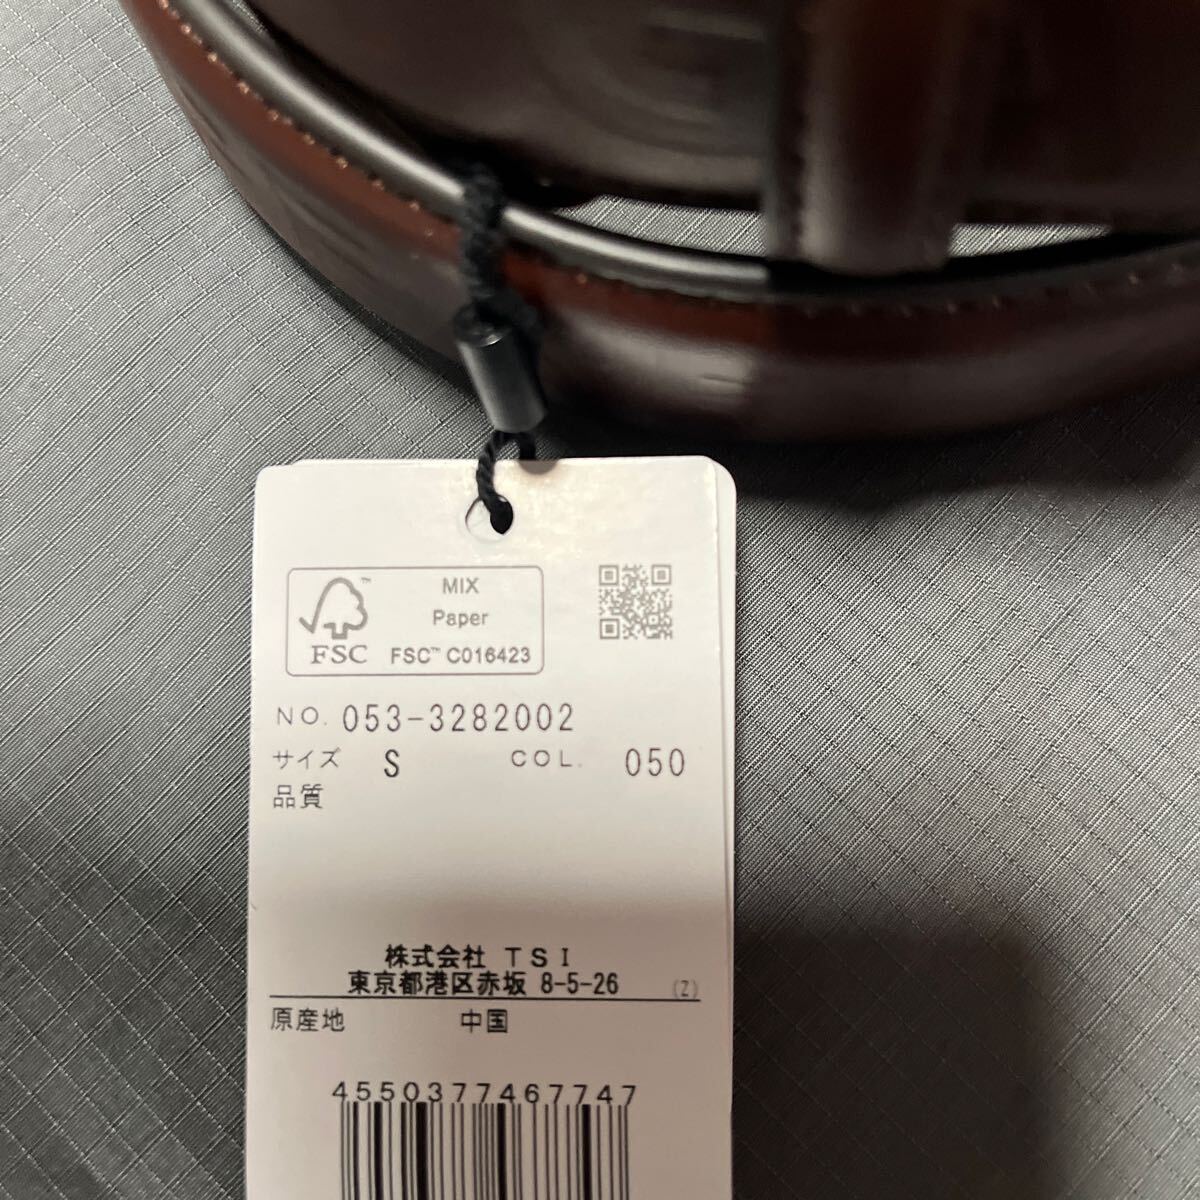 MIX
Paper
FSC™ C016423
FSC
NO. 053-3282002
サイズ S COL. 050
品質
株式会社 TSI
東京都港区赤坂 8-5-26 (2)
原産地 中国
4550377467747